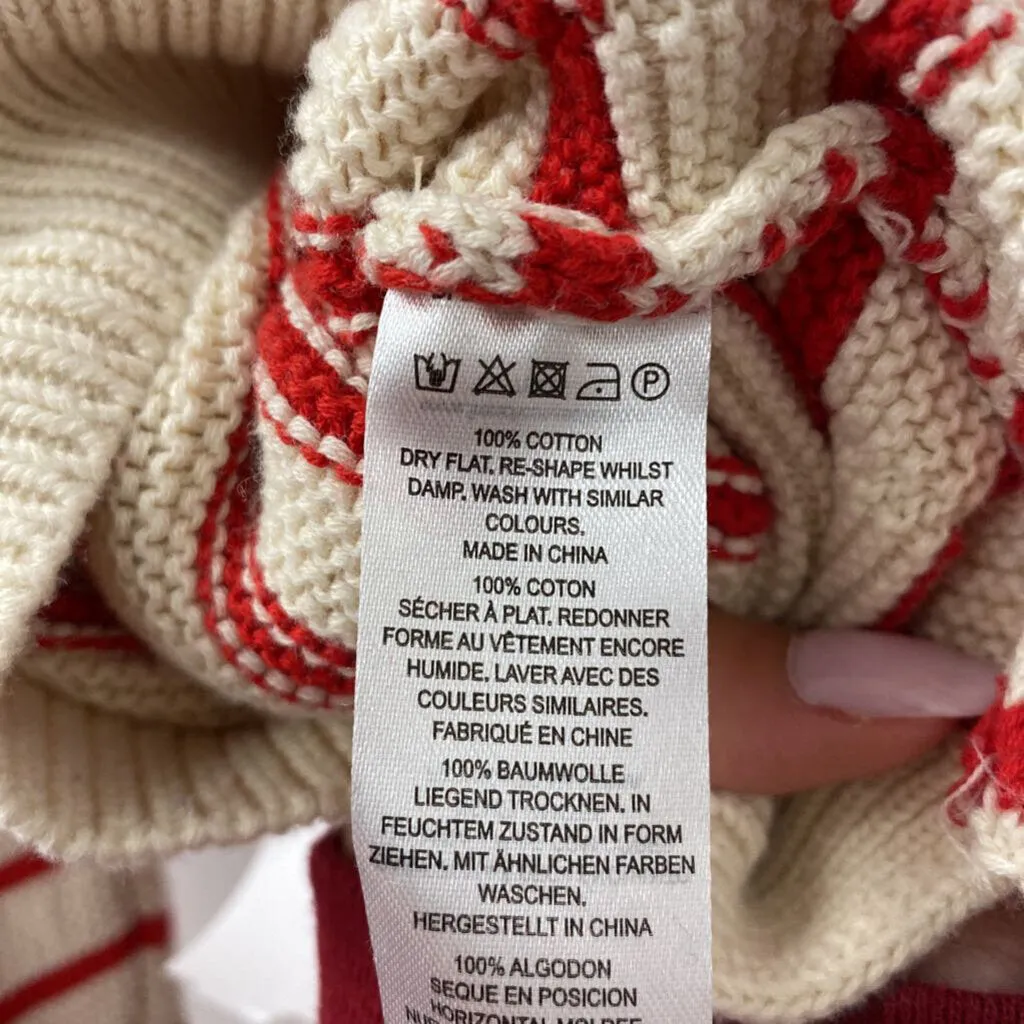 P
100% COTTON
DRY FLAT. RE-SHAPE WHILST
DAMP. WASH WITH SIMILAR
COLOURS.
MADE IN CHINA
100% COTON
SÉCHER À PLAT. REDONNER
FORME AU VÊTEMENT ENCORE
HUMIDE. LAVER AVEC DES
COULEURS SIMILAIRES.
FABRIQUÉ EN CHINE
100% BAUMWOLLE
LIEGEND TROCKNEN. IN
FEUCHTEM ZUSTAND IN FORM
ZIEHEN. MIT ÄHNLICHEN FARBEN
WASCHEN.
HERGESTELLT IN CHINA
100% ALGODON
SEQUE EN POSICION
HORIZONTAL